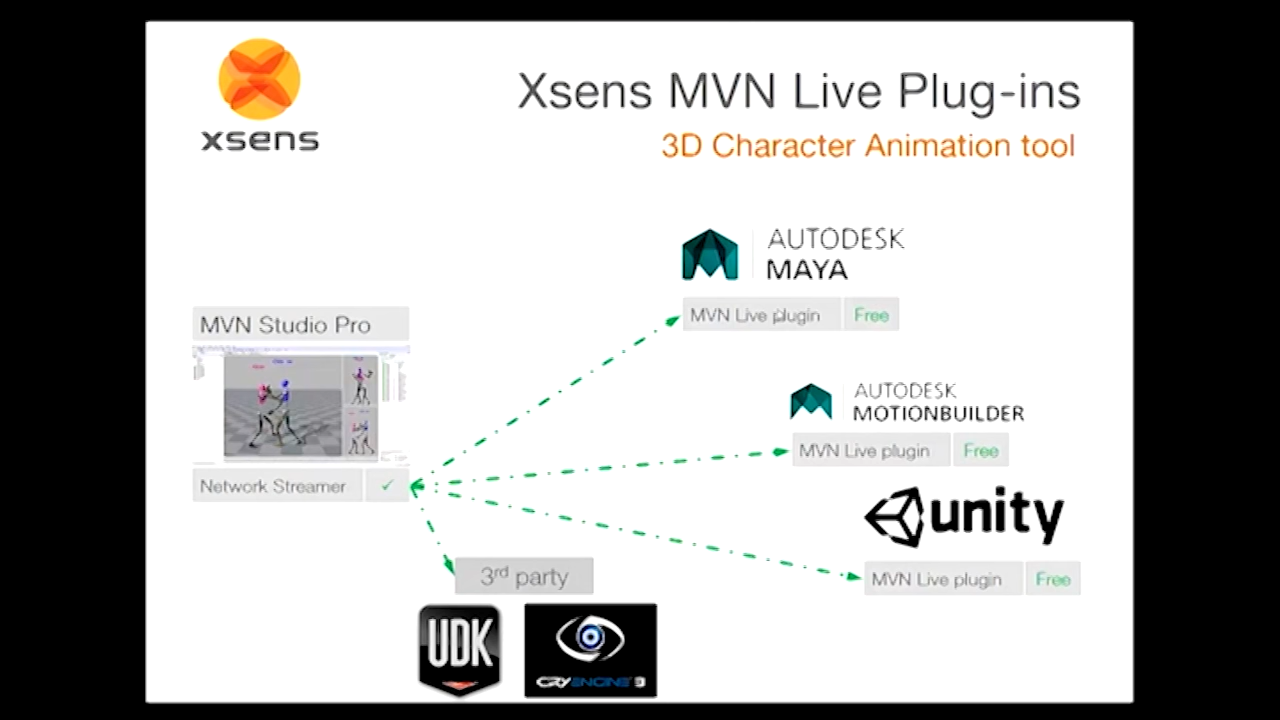 xsens
Xsens MVN Live Plug-ins
3D Character Animation tool
AUTODESK
MAYA
MVN Live plugin Free
MVN Studio Pro
AUTODESK
MOTIONBUILDER
MVN Live plugin Free
Network Streamer ✓
unity
3rd party
MVN Live plugin Free
UDK
CRYENGINE 3